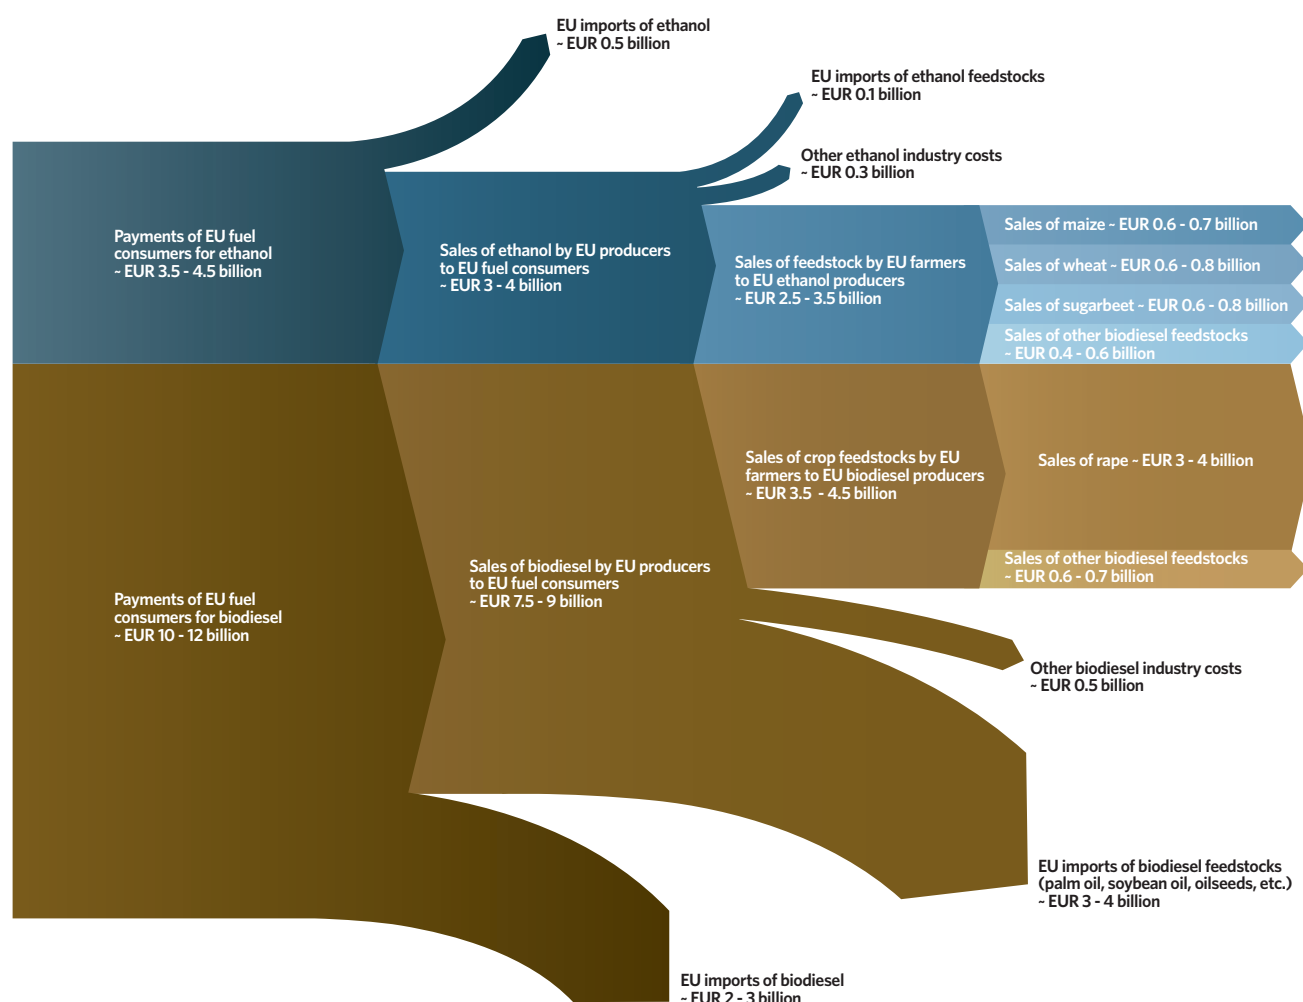 EU imports of ethanol
~ EUR 0.5 billion
EU imports of ethanol feedstocks
~ EUR 0.1 billion
Other ethanol industry costs
~ EUR 0.3 billion
Payments of EU fuel
consumers for ethanol
~ EUR 3.5 - 4.5 billion
Sales of ethanol by EU producers
to EU fuel consumers
~ EUR 3 - 4 billion
Sales of feedstock by EU farmers
to EU ethanol producers
~ EUR 2.5 - 3.5 billion
Sales of maize ~ EUR 0.6 - 0.7 billion
Sales of wheat ~ EUR 0.6 - 0.8 billion
Sales of sugarbeet ~ EUR 0.6 - 0.8 billion
Sales of other biodiesel feedstocks
~ EUR 0.4 - 0.6 billion
Sales of crop feedstocks by EU
farmers to EU biodiesel producers
~ EUR 3.5 - 4.5 billion
Sales of rape ~ EUR 3 - 4 billion
Sales of other biodiesel feedstocks
~ EUR 0.6 - 0.7 billion
Sales of biodiesel by EU producers
to EU fuel consumers
~ EUR 7.5 - 9 billion
Payments of EU fuel
consumers for biodiesel
~ EUR 10 - 12 billion
Other biodiesel industry costs
~ EUR 0.5 billion
EU imports of biodiesel feedstocks
(palm oil, soybean oil, oilseeds, etc.)
~ EUR 3 - 4 billion
EU imports of biodiesel
~ EUR 2 - 3 billion